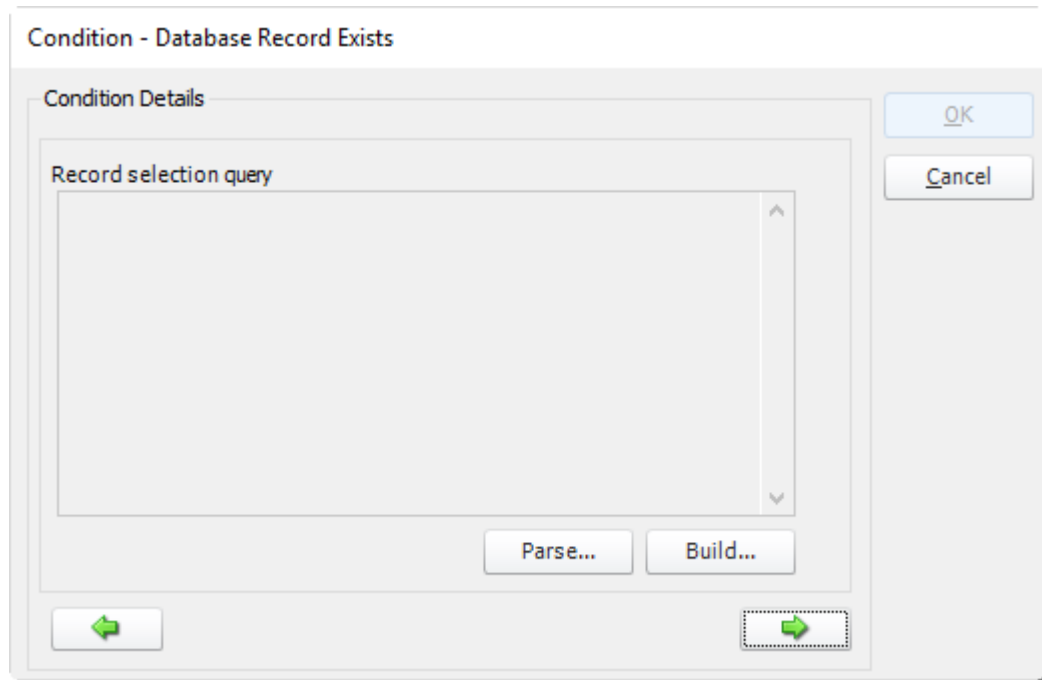 Condition - Database Record Exists
Condition Details
OK
Record selection query
Cancel
Parse...
Build...